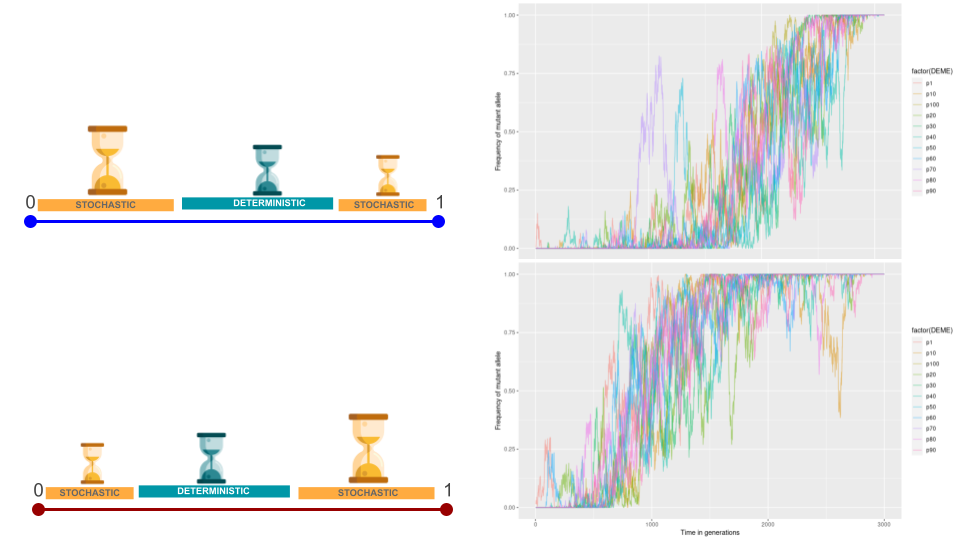 0
STOCHASTIC
DETERMINISTIC
STOCHASTIC
1
0
STOCHASTIC
DETERMINISTIC
STOCHASTIC
1
Frequency of mutant allele
1.00
0.75
0.50
0.25
0.00
factor(DEME)
p1
p10
p100
p20
p30
p40
p50
p60
p70
p80
p90
Frequency of mutant allele
1.00
0.75
0.50
0.25
0.00
0 1000 2000 3000
Time in generations
factor(DEME)
p1
p10
p100
p20
p30
p40
p50
p60
p70
p80
p90